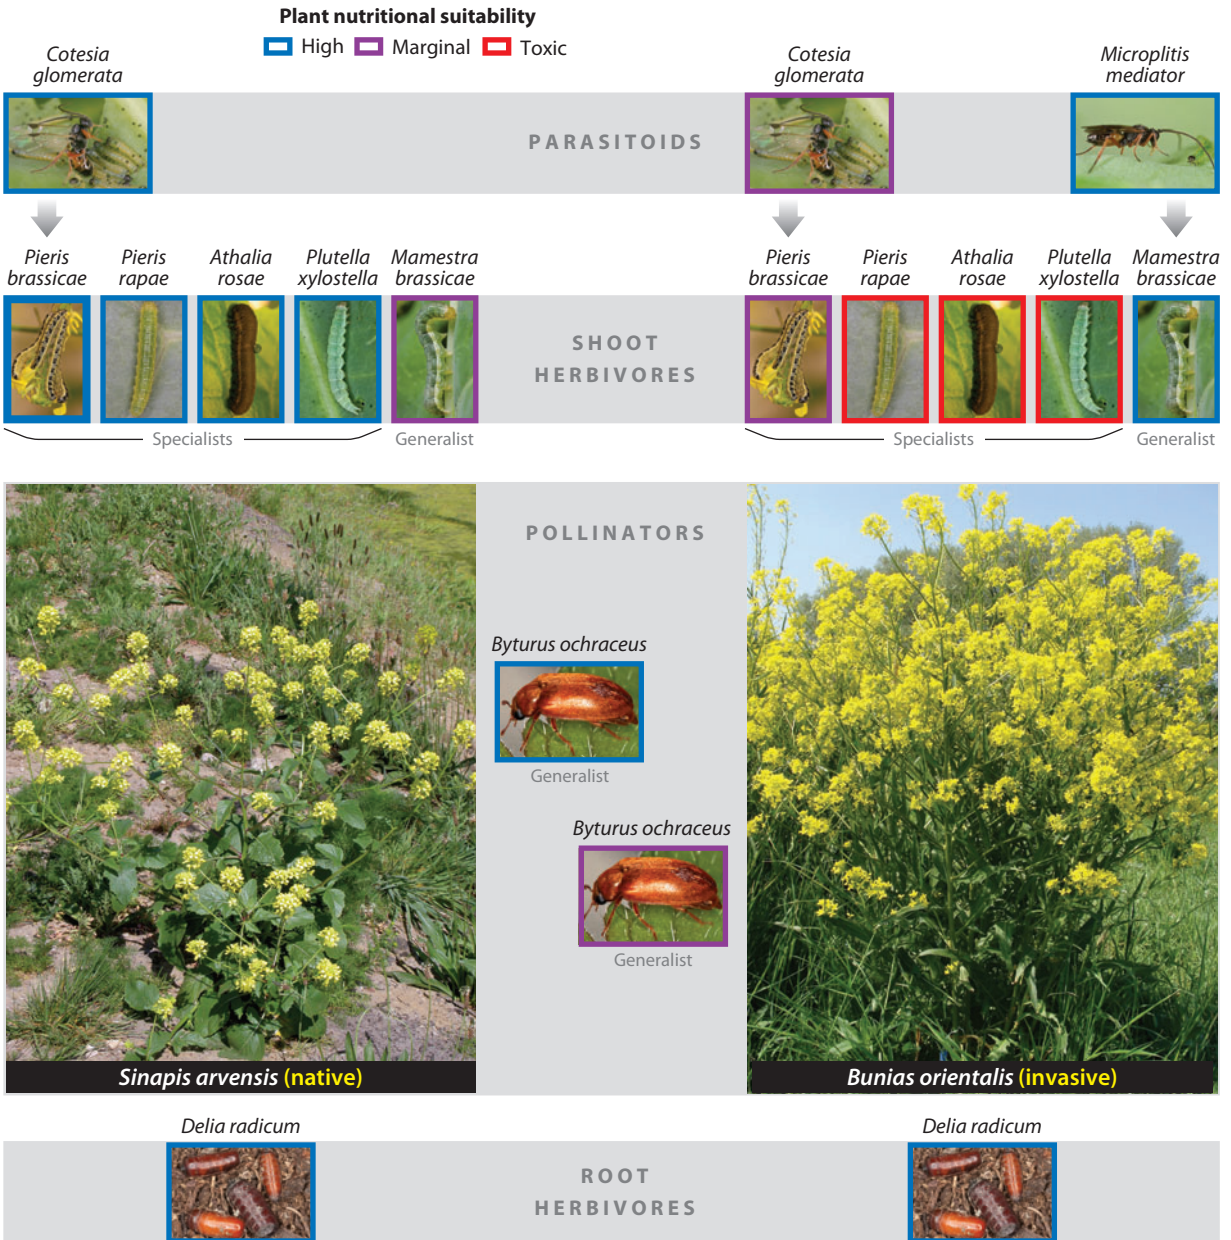 Plant nutritional suitability
High Marginal Toxic
Cotesia
glomerata
Cotesia
glomerata
Microplitis
mediator
PARASITOIDS
Pieris
brassicae
Pieris
rapae
Athalia
rosae
Plutella
xylostella
Mamestra
brassicae
Pieris
brassicae
Pieris
rapae
Athalia
rosae
Plutella
xylostella
Mamestra
brassicae
SHOOT
HERBIVORES
Specialists
Generalist
Specialists
Generalist
POLLINATORS
Byturus ochraceus
Generalist
Byturus ochraceus
Generalist
Sinapis arvensis (native)
Bunias orientalis (invasive)
Delia radicum
Delia radicum
ROOT
HERBIVORES